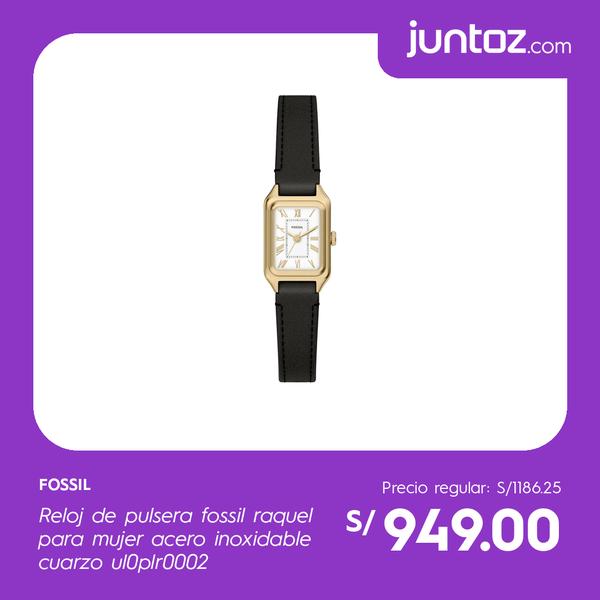 juntoz.com
FOSSIL
FOSSIL
Reloj de pulsera fossil raquel
para mujer acero inoxidable
cuarzo ul0plr0002
Precio regular: S/1186.25
S/ 949.00